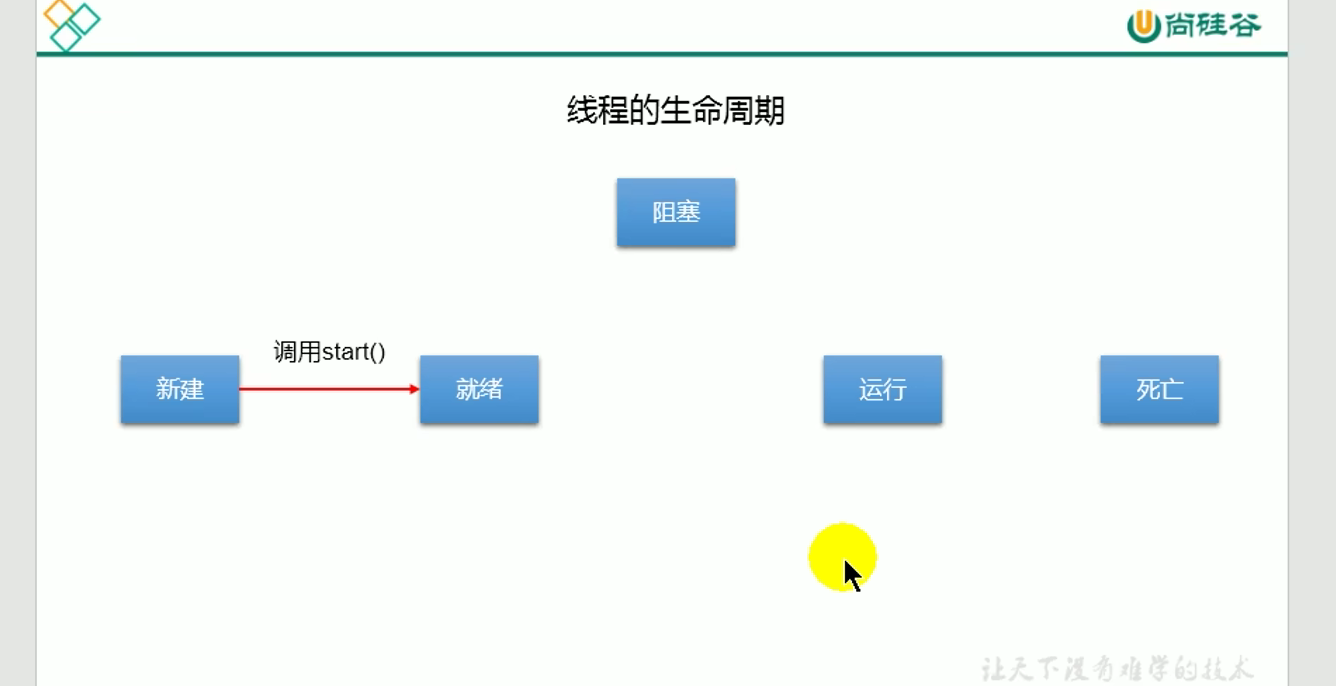 尚硅谷
线程的生命周期
阻塞
调用start()
新建
就绪
运行
死亡
让天下没有难学的技术